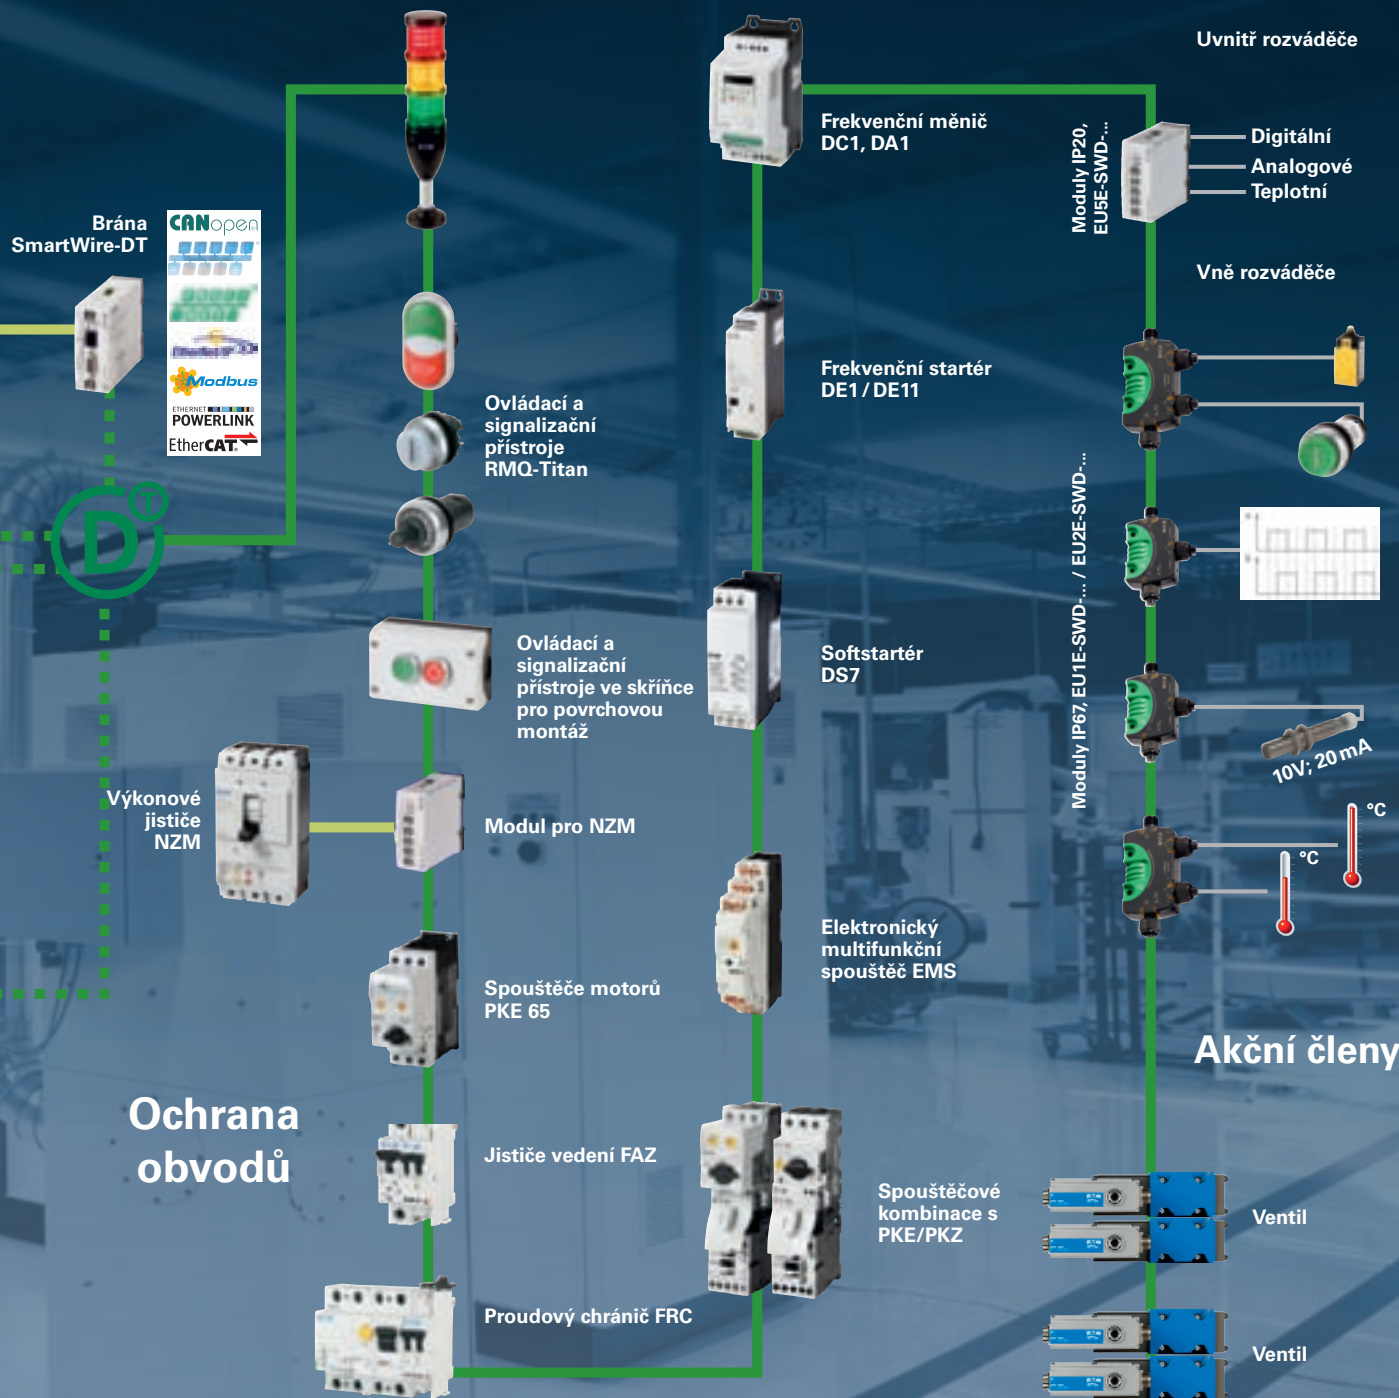 Uvnitř rozváděče
Frekvenční měnič
DC1, DA1
Moduly IP20,
EU5E-SWD-...
Digitální
Analogové
Teplotní
Brána
SmartWire-DT
CANopen
Modbus
ETHERNET
POWERLINK
EtherCAT
Vně rozváděče
Ovládací a
signalizační
přístroje
RMQ-Titan
Frekvenční startér
DE1 / DE11
D
T
Moduly IP67, EU1E-SWD-... / EU2E-SWD-...
Ovládací a
signalizační
přístroje ve skříňce
pro povrchovou
montáž
Softstartér
DS7
10V; 20 mA
Výkonové
jističe
NZM
Modul pro NZM
°C
°C
Elektronický
multifunkční
spouštěč EMS
Spouštěče motorů
PKE 65
Akční členy
Ochrana
obvodů
Jističe vedení FAZ
Spouštěčové
kombinace s
PKE/PKZ
Ventil
Proudový chránič FRC
Ventil